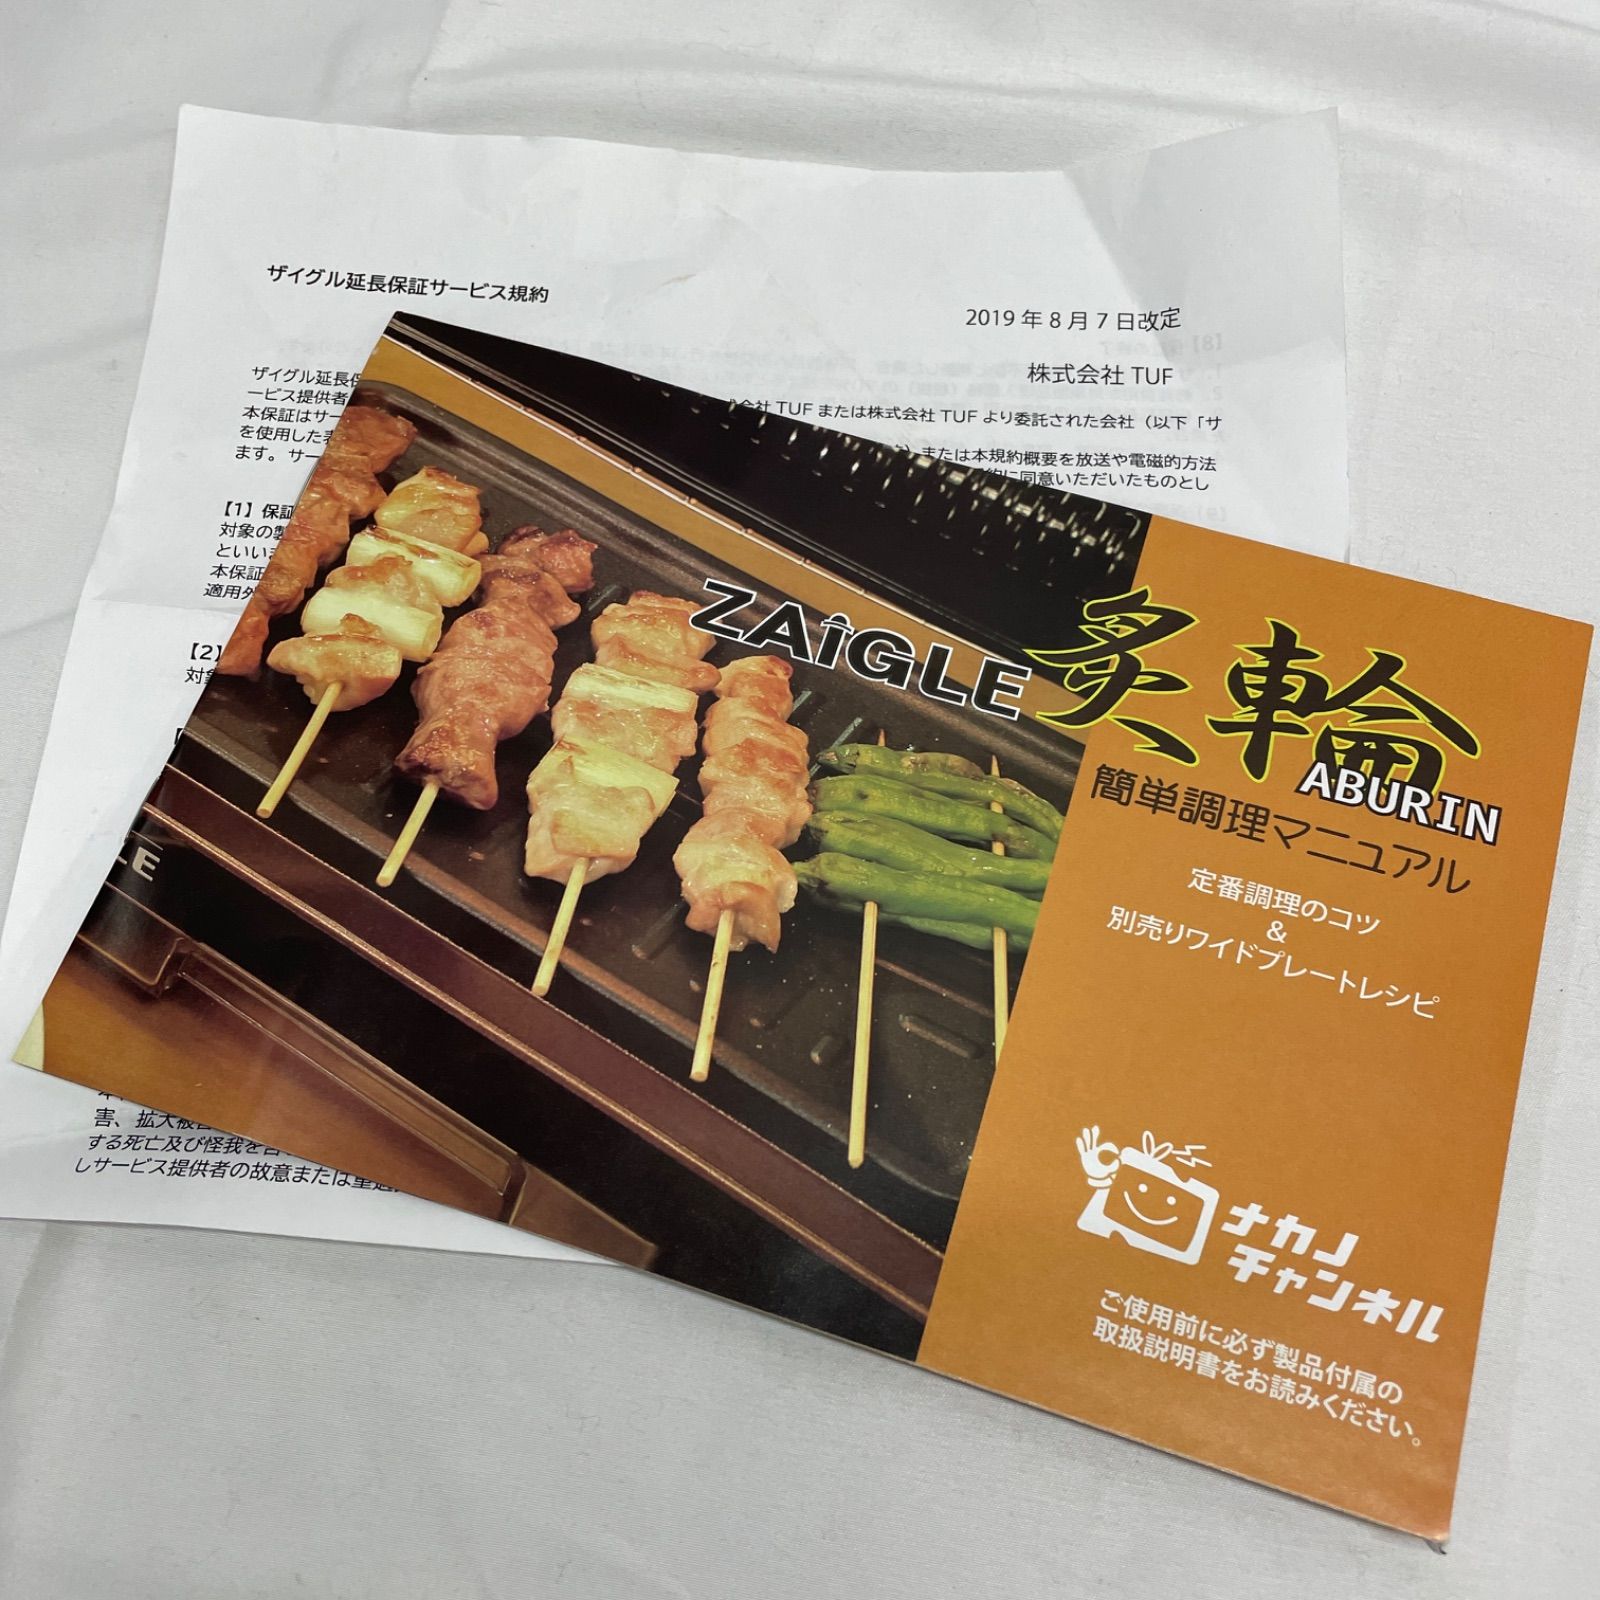 ザイグル延長保証サービス規約
2019年8月7日改定
株式会社 TUF
ザイグル延長保
式会社 TUF または株式会社 TUF より委託された会社（以下「サ
ービス提供者
本保証はサー
または本規約概要を放送や電磁的方法
を使用した
に同意いただいたものとし
ます。サー
【1】保証
対象の製
といいま
本保証
適用外
【2】
対象
害、拡大被害
する死亡及び怪我を含
しサービス提供者の故意または重過
ZAiGLE 炙輪
ABURIN
簡単調理マニュアル
定番調理のコツ
&
別売りワイドプレートレシピ
ナカノ
チャンネル
ご使用前に必ず製品付属の
取扱説明書をお読みください。
LE